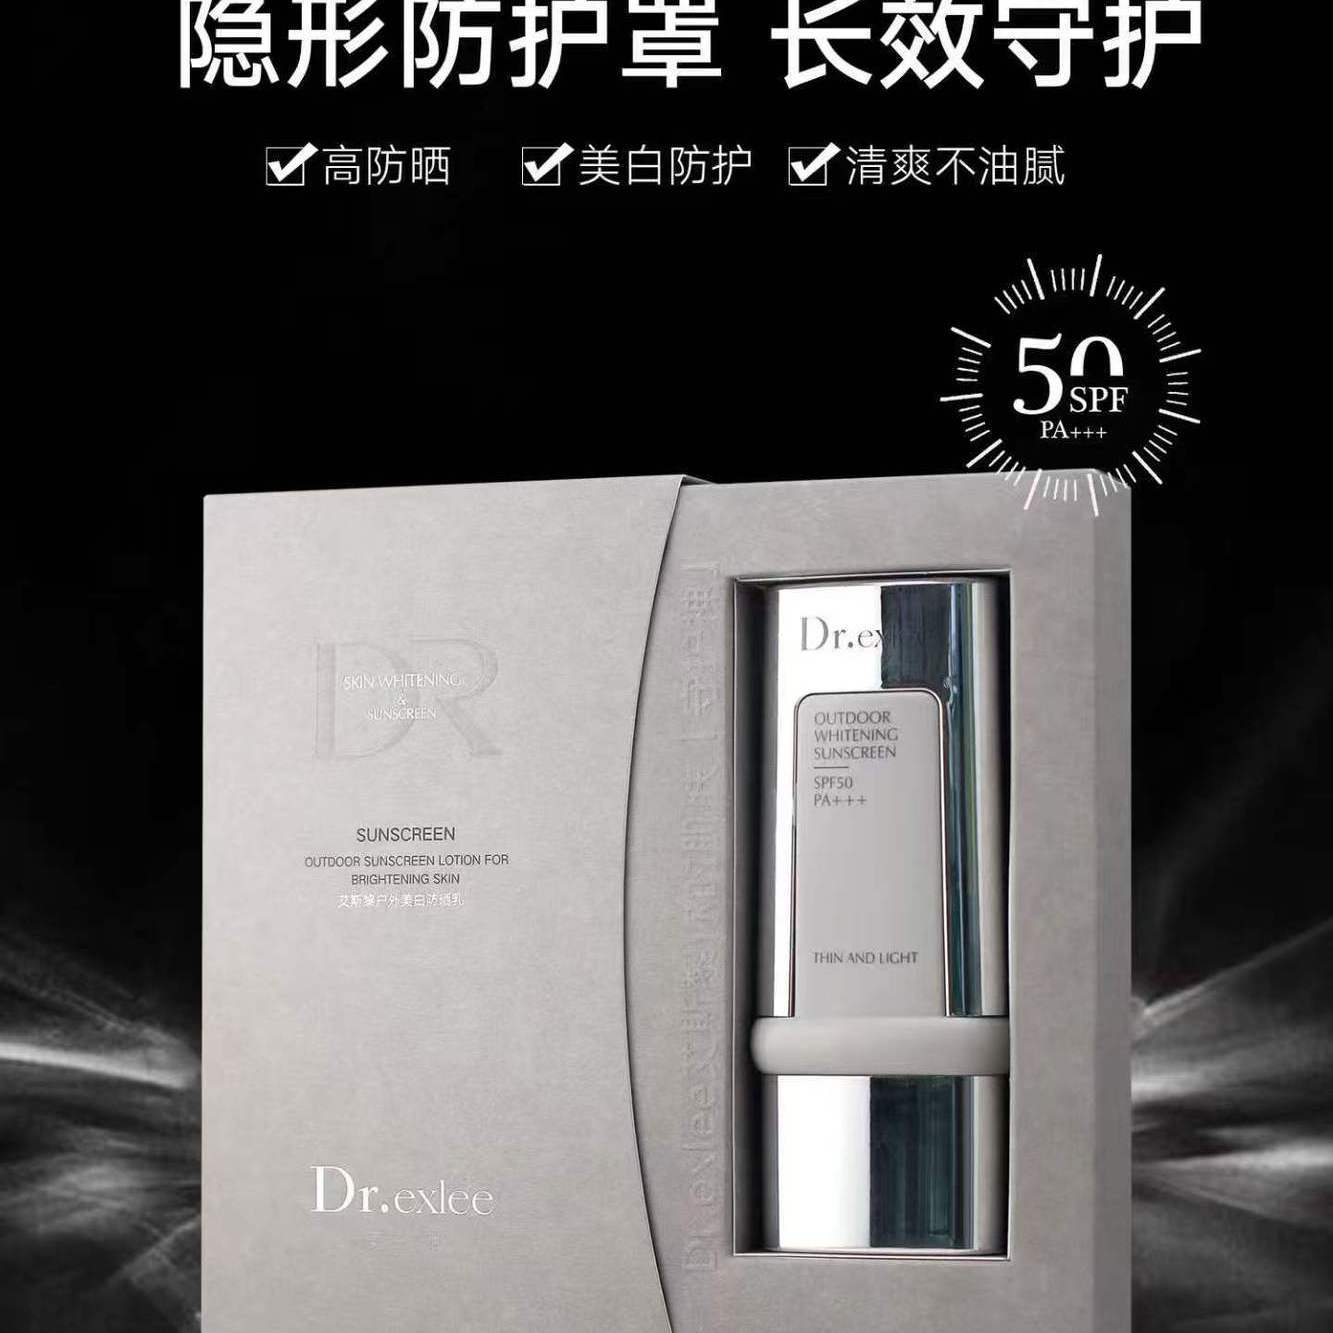 隐形防护罩 长效守护
高防晒 美白防护 清爽不油腻
50
SPF
PA+++
DR
SKIN WHITENING
&
SUNSCREEN
SUNSCREEN
OUTDOOR SUNSCREEN LOTION FOR
BRIGHTENING SKIN
艾斯黎户外美白防晒乳
Dr.exlee
Dr.ex
OUTDOOR
WHITENING
SUNSCREEN
SPF50
PA+++
THIN AND LIGHT
Dr.exlee